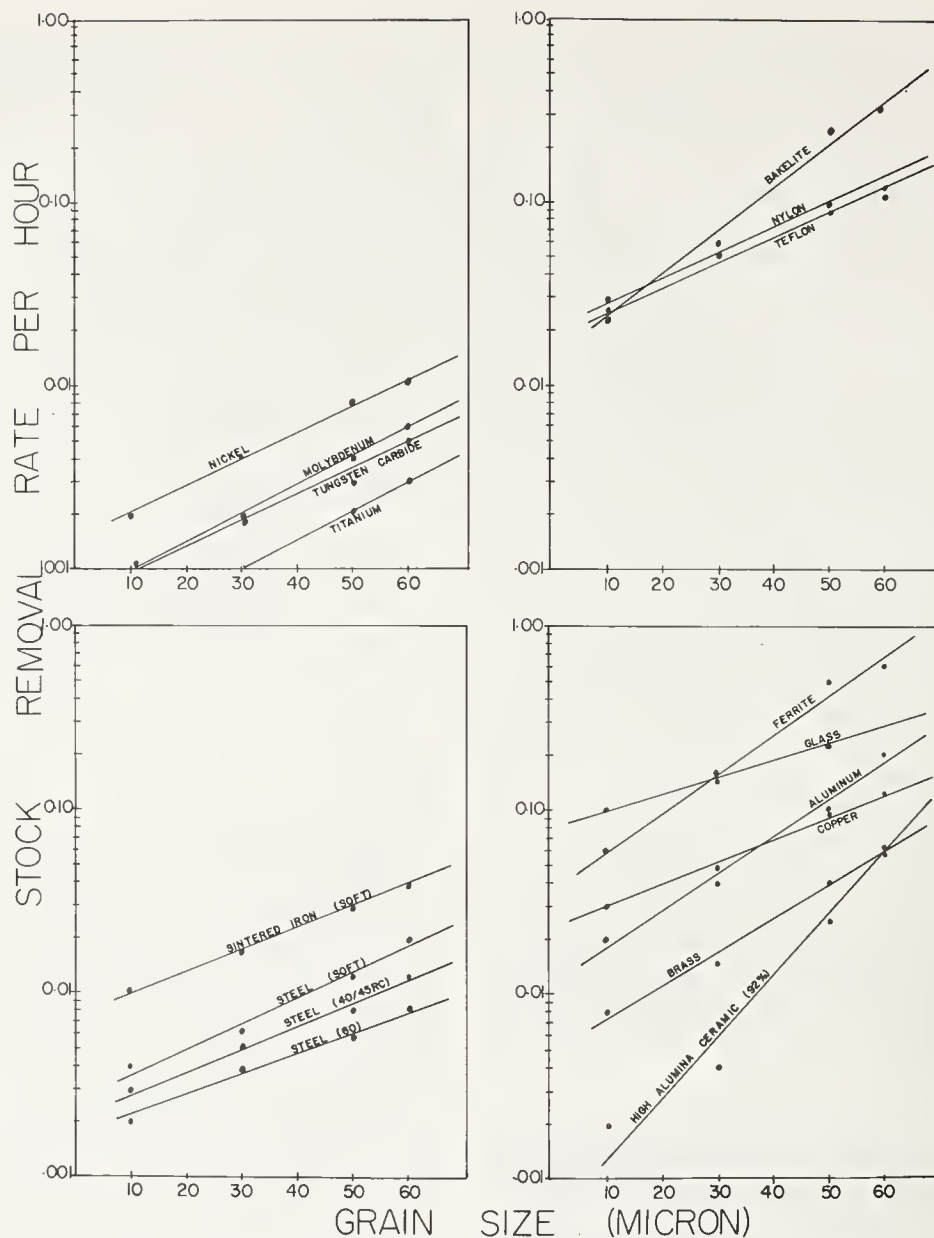 STOCK REMOVAL RATE PER HOUR
1.00
0.10
0.01
.001
10 20 30 40 50 60
NICKEL
MOLYBDENUM
TUNGSTEN CARBIDE
TITANIUM
1.00
0.10
0.01
.001
10 20 30 40 50 60
BAKELITE
NYLON
TEFLON
1.00
0.10
0.01
.001
10 20 30 40 50 60
SINTERED IRON (SOFT)
STEEL (SOFT)
STEEL (40/45RC)
STEEL (60)
1.00
0.10
0.01
.001
10 20 30 40 50 60
FERRITE
GLASS
ALUMINUM
COPPER
BRASS
HIGH ALUMINA CERAMIC (92%)
GRAIN SIZE (MICRON)